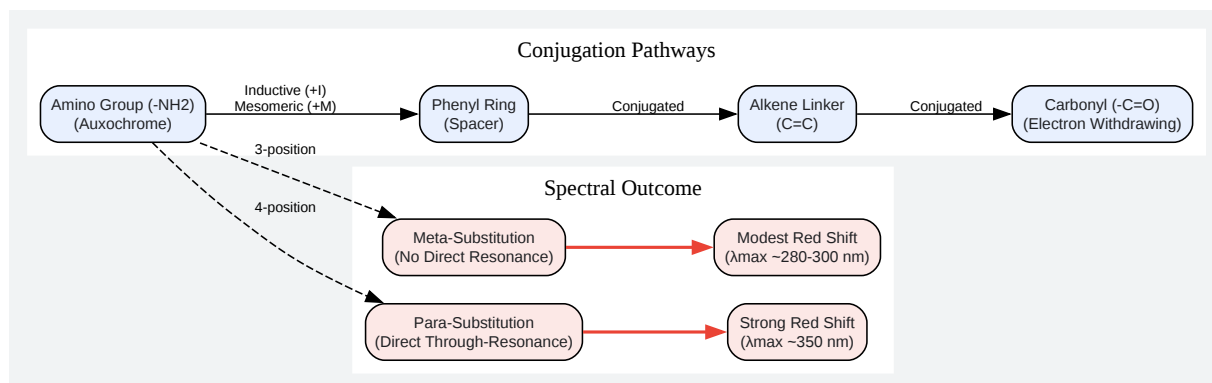 Conjugation Pathways
Amino Group (-NH2)
(Auxochrome)
Inductive (+I)
Mesomeric (+M)
Phenyl Ring
(Spacer)
Conjugated
Alkene Linker
(C=C)
Conjugated
Carbonyl (-C=O)
(Electron Withdrawing)
3-position
4-position
Spectral Outcome
Meta-Substitution
(No Direct Resonance)
Modest Red Shift
(λmax ~280-300 nm)
Para-Substitution
(Direct Through-Resonance)
Strong Red Shift
(λmax ~350 nm)